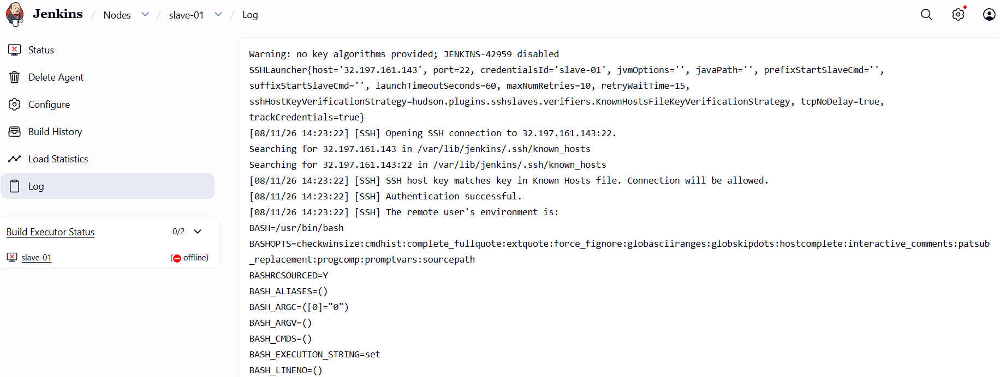 Jenkins / Nodes / slave-01 / Log
Status
Delete Agent
Configure
Build History
Load Statistics
Log
Build Executor Status 0/2
slave-01 (offline)
Warning: no key algorithms provided; JENKINS-42959 disabled
SSHLauncher{host='32.197.161.143', port=22, credentialsId='slave-01', jvmOptions='', javaPath='', prefixStartSlaveCmd='',
suffixStartSlaveCmd='', launchTimeoutSeconds=60, maxNumRetries=10, retryWaitTime=15,
sshHostKeyVerificationStrategy=hudson.plugins.sshslaves.verifiers.KnownHostsFileKeyVerificationStrategy, tcpNoDelay=true,
trackCredentials=true}
[08/11/26 14:23:22] [SSH] Opening SSH connection to 32.197.161.143:22.
Searching for 32.197.161.143 in /var/lib/jenkins/.ssh/known_hosts
Searching for 32.197.161.143:22 in /var/lib/jenkins/.ssh/known_hosts
[08/11/26 14:23:22] [SSH] SSH host key matches key in Known Hosts file. Connection will be allowed.
[08/11/26 14:23:22] [SSH] Authentication successful.
[08/11/26 14:23:22] [SSH] The remote user's environment is:
BASH=/usr/bin/bash
BASHOPTS=checkwinsize:cmdhist:complete_fullquote:extquote:force_fignore:globasciiranges:globskipdots:hostcomplete:interactive_comments:patsub
_replacement:progcomp:promptvars:sourcepath
BASHRCSOURCED=Y
BASH_ALIASES=()
BASH_ARGC=([0]="0")
BASH_ARGV=()
BASH_CMDS=()
BASH_EXECUTION_STRING=set
BASH_LINENO=()